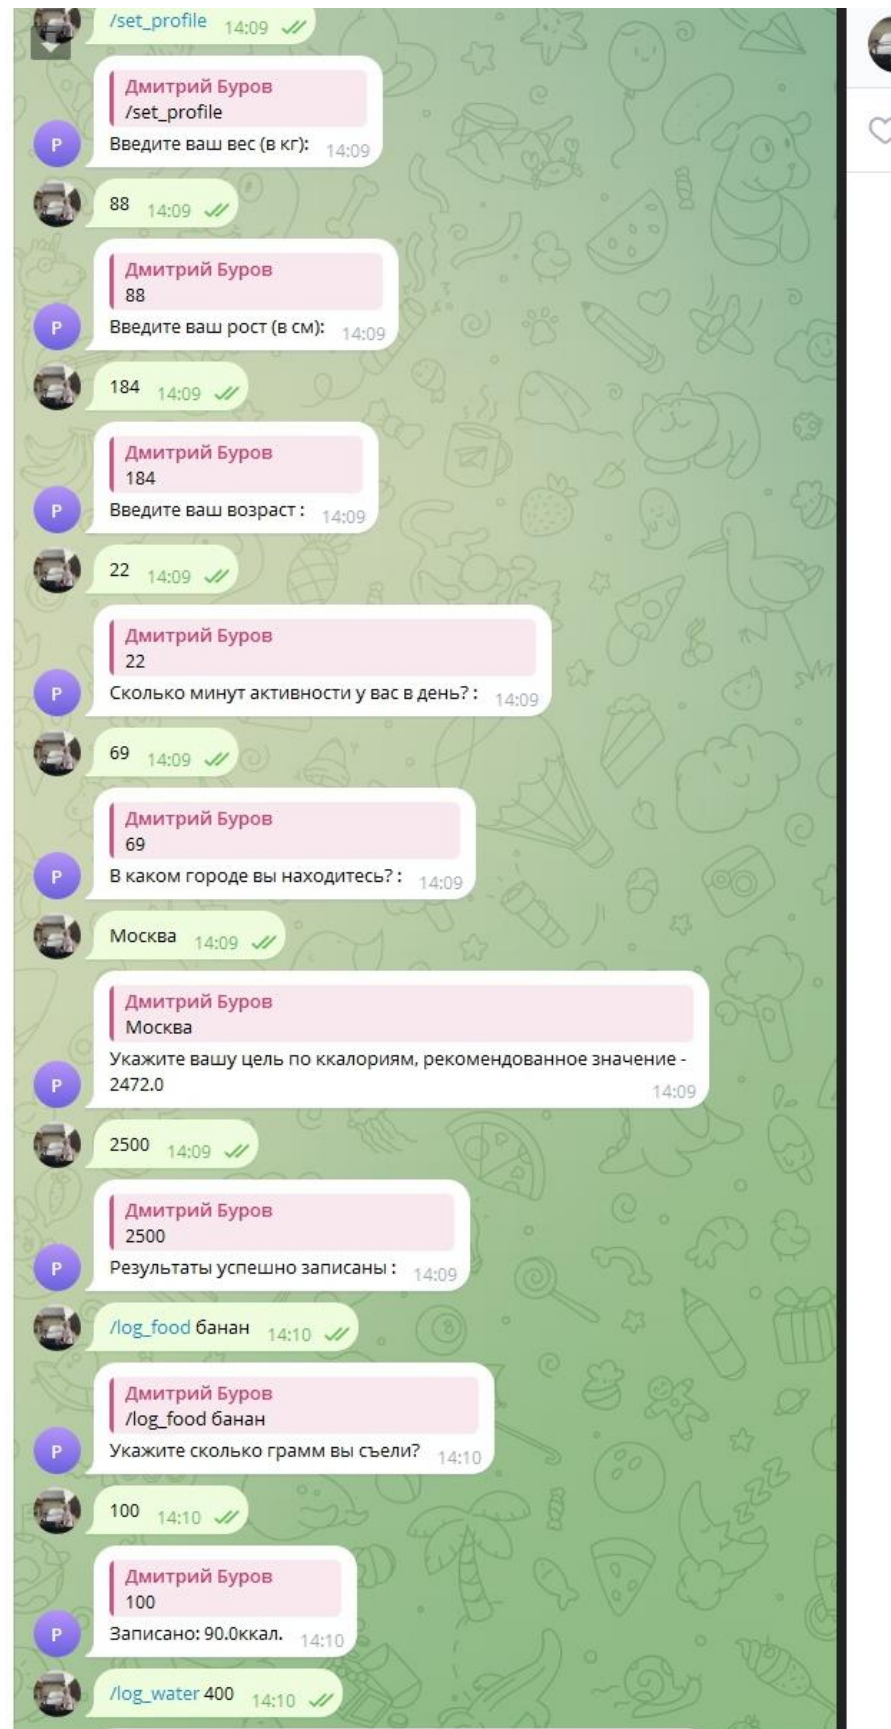 /set_profile 14:09
Дмитрий Буров
/set_profile
P
Введите ваш вес (в кг): 14:09
88 14:09
Дмитрий Буров
88
P
Введите ваш рост (в см): 14:09
184 14:09
Дмитрий Буров
184
P
Введите ваш возраст : 14:09
22 14:09
Дмитрий Буров
22
P
Сколько минут активности у вас в день? : 14:09
69 14:09
Дмитрий Буров
69
P
В каком городе вы находитесь? : 14:09
Москва 14:09
Дмитрий Буров
Москва
Укажите вашу цель по ккалориям, рекомендованное значение -
P
2472.0 14:09
2500 14:09
Дмитрий Буров
2500
P
Результаты успешно записаны : 14:09
/log_food банан 14:10
Дмитрий Буров
/log_food банан
P
Укажите сколько грамм вы съели? 14:10
100 14:10
Дмитрий Буров
100
P
Записано: 90.0ккал. 14:10
/log_water 400 14:10